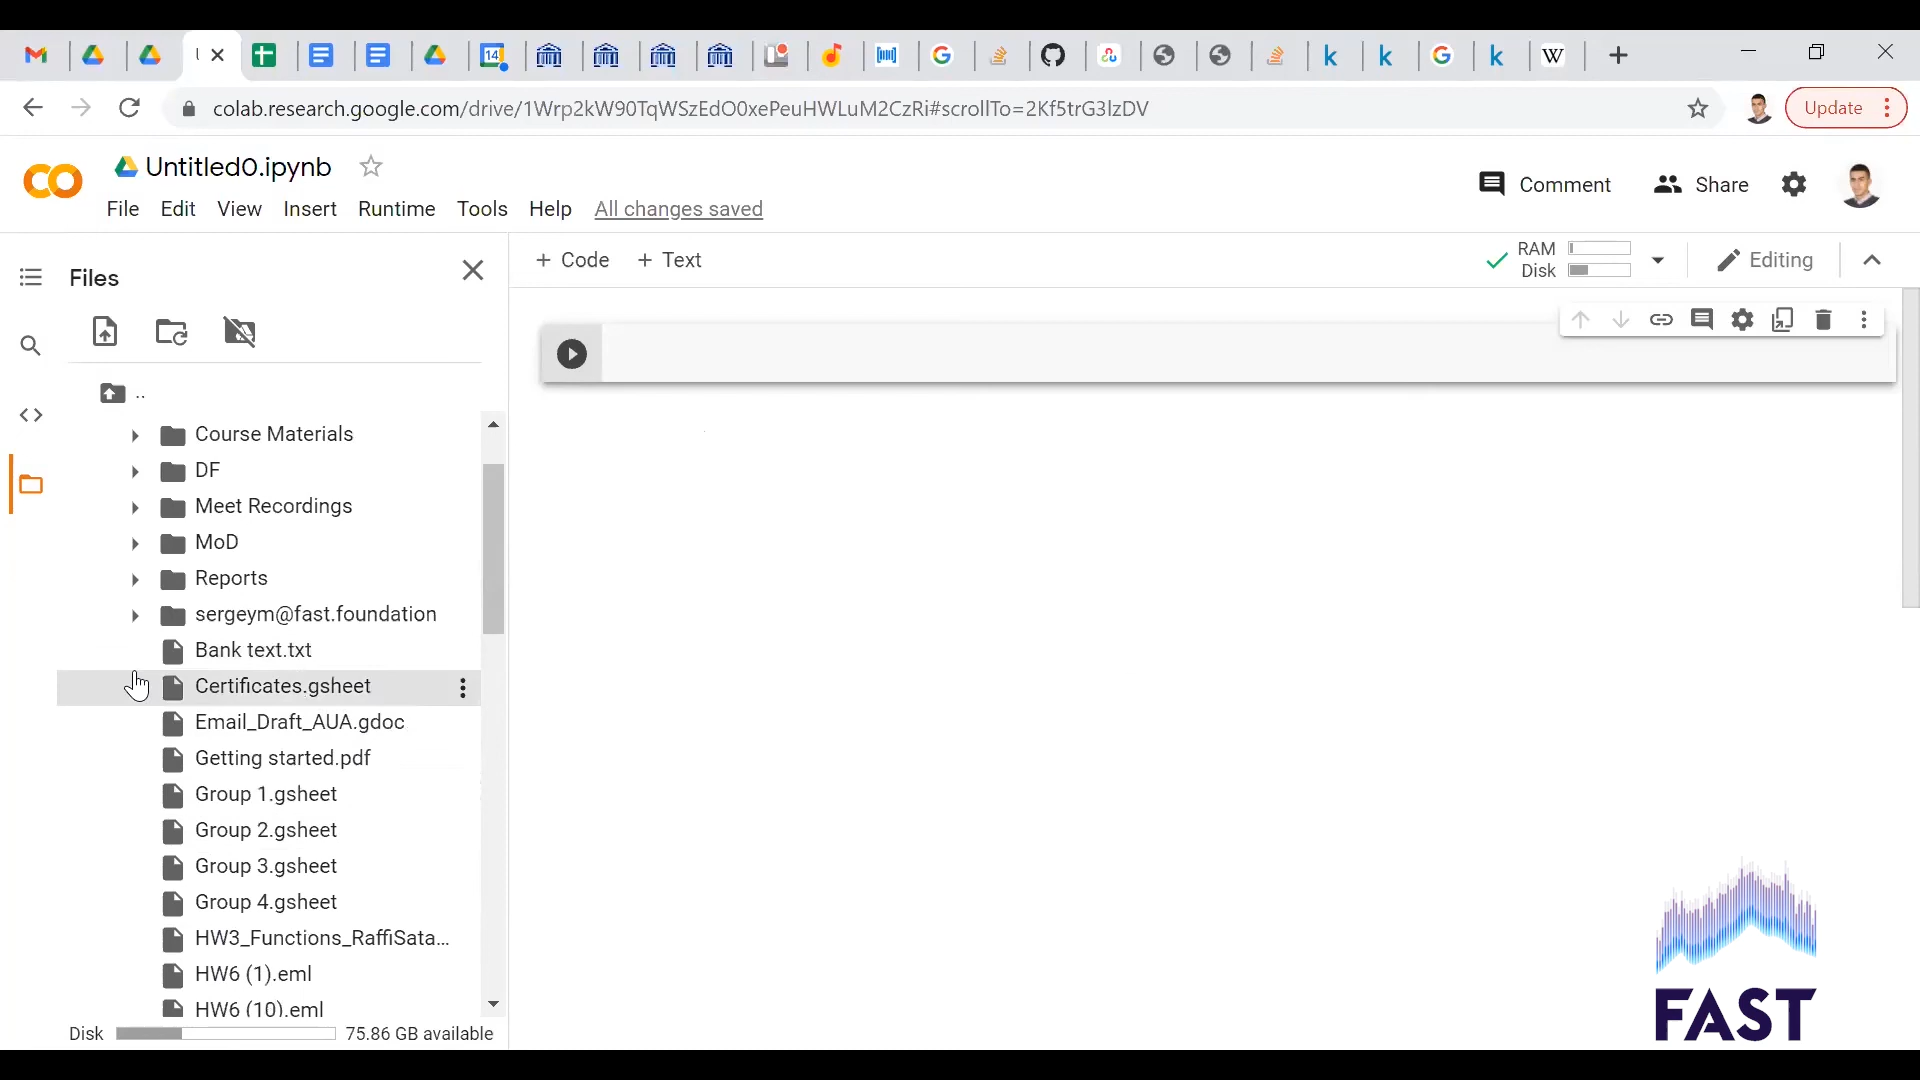 14
colab.research.google.com/drive/1Wrp2kW90TqWSzEdO0xePeuHWLuM2CzRi#scrollTo=2Kf5trG3lzDV
Update
CO
Untitled0.ipynb
Comment
Share
File Edit View Insert Runtime Tools Help All changes saved
Files
+ Code + Text
RAM
Disk
Editing
..
Course Materials
DF
Meet Recordings
MoD
Reports
sergeym@fast.foundation
Bank text.txt
Certificates.gsheet
Email_Draft_AUA.gdoc
Getting started.pdf
Group 1.gsheet
Group 2.gsheet
Group 3.gsheet
Group 4.gsheet
HW3_Functions_RaffiSata...
HW6 (1).eml
HW6 (10).eml
Disk 75.86 GB available
FAST